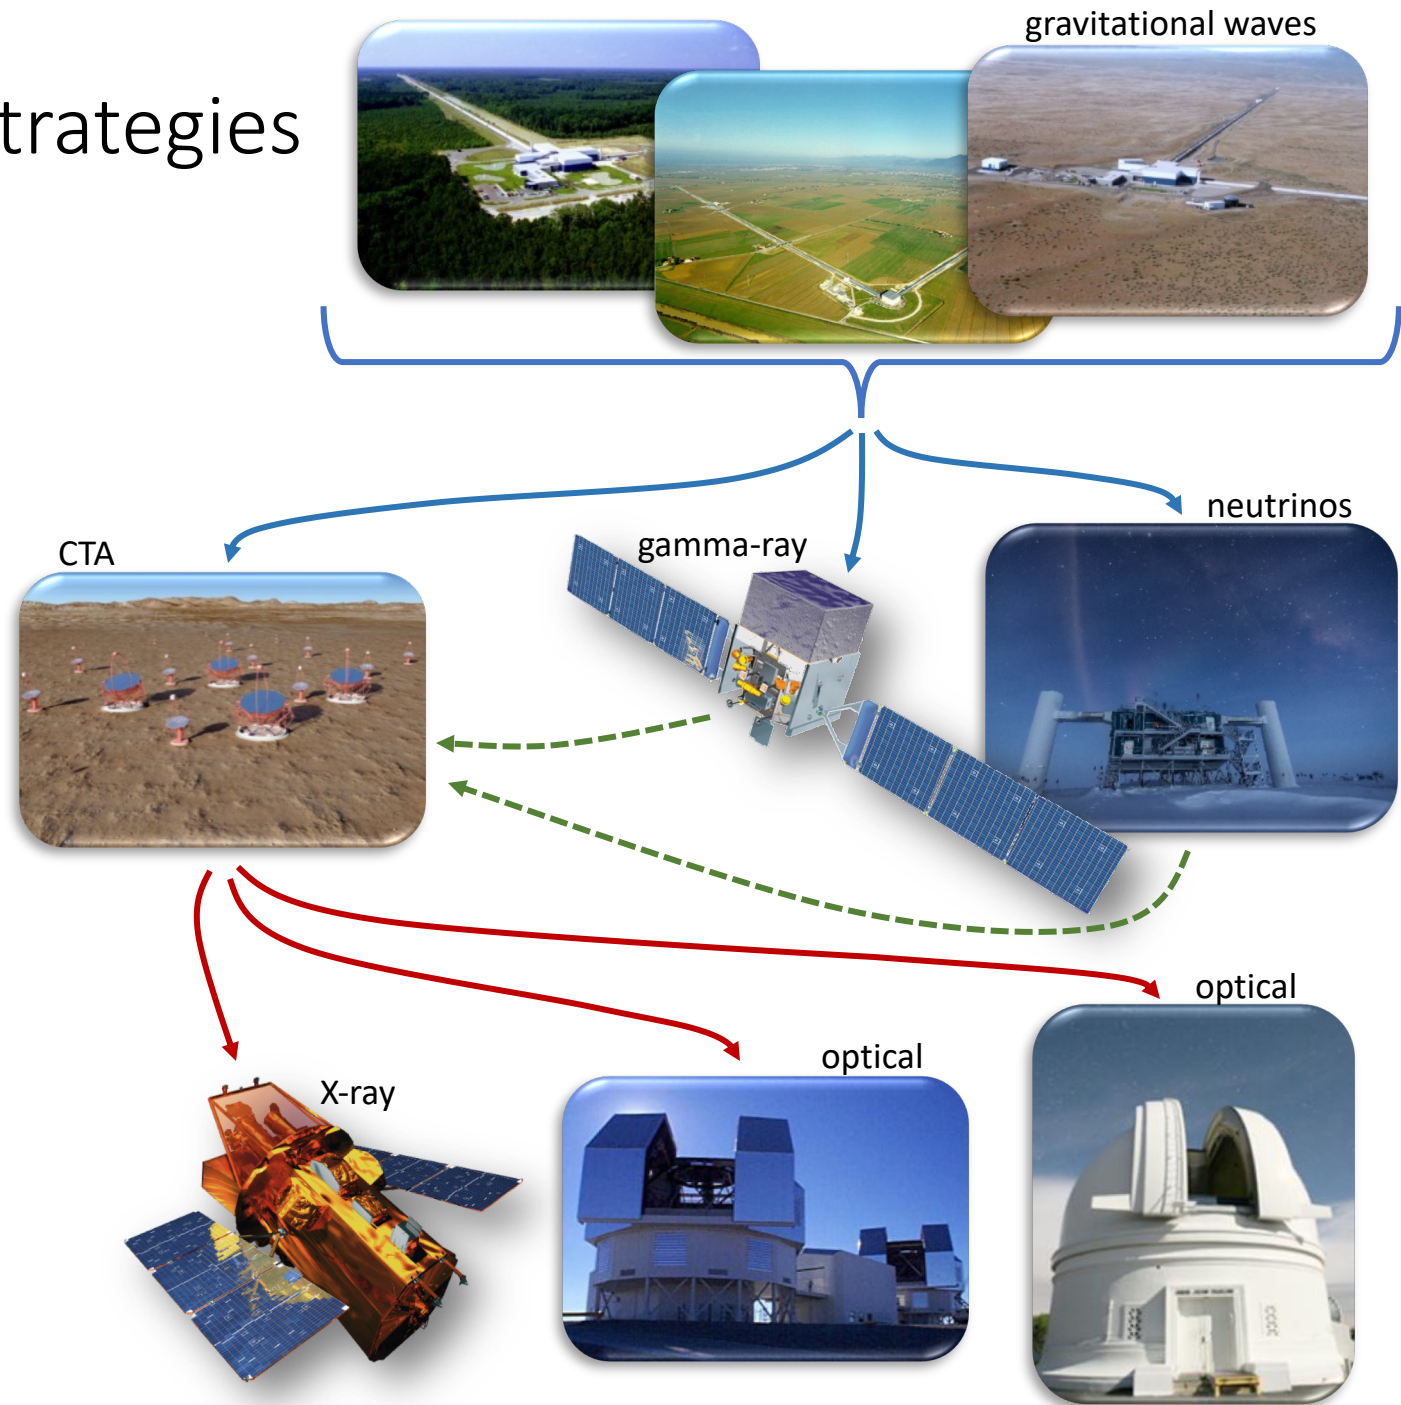 gravitational waves
trategies
neutrinos
gamma-ray
CTA
optical
optical
X-ray